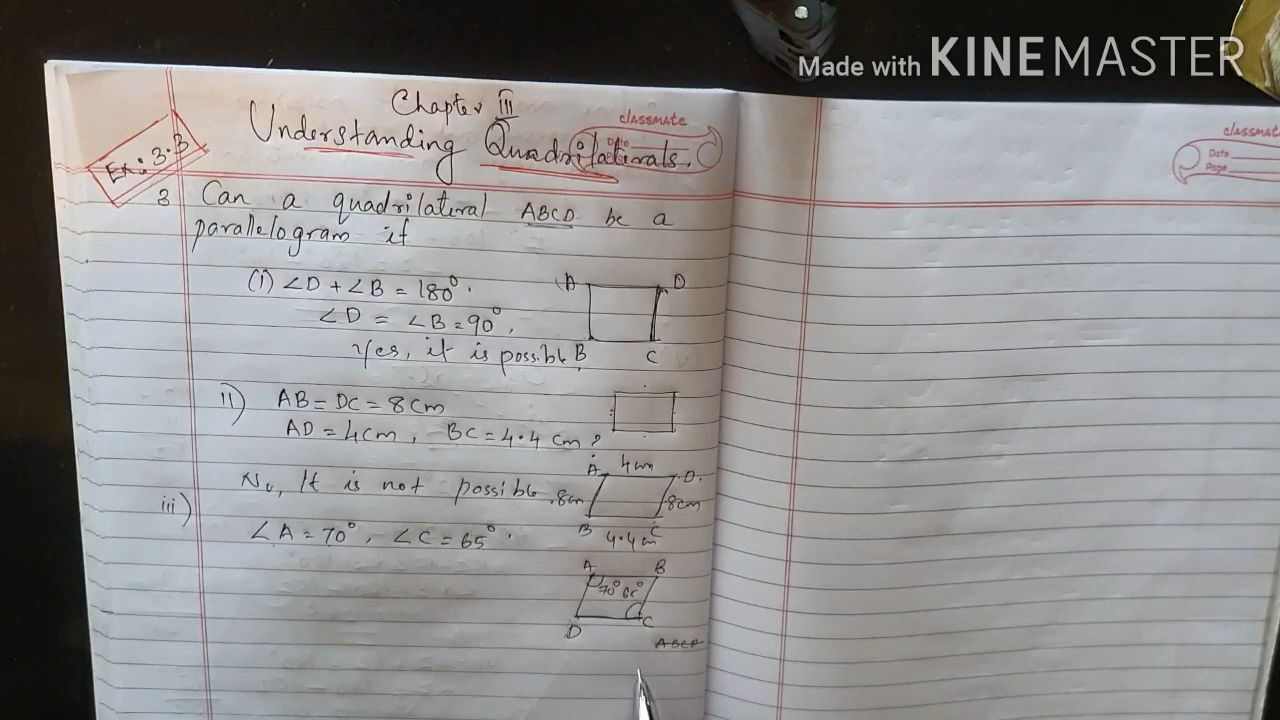 Made with KINEMASTER
Chapter III
Understanding Quadrilaterals.
classmate
Ex: 3.3
3 Can a quadrilateral ABCD be a
parallelogram if
(i) ∠D + ∠B = 180°.
∠D = ∠B = 90°.
Yes, it is possible.
A D
B C
ii) AB = DC = 8cm
AD = 4cm, BC = 4.4 cm?
No, It is not possible.
A 4cm D
8cm 8cm
B 4.4cm C
iii)
∠A = 70°, ∠C = 65°.
A B
70° 65°
D C
ABCD
classmate
Date
Page